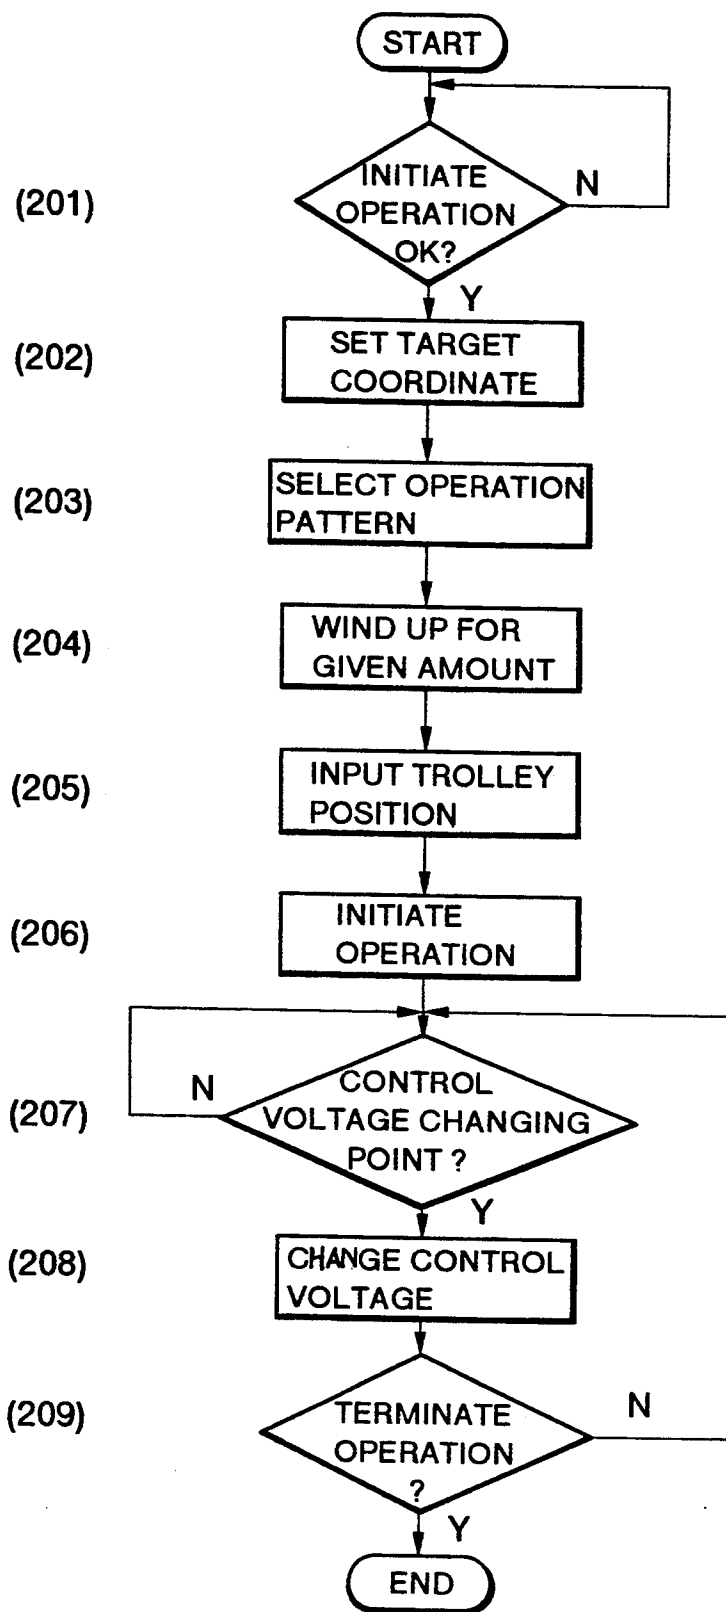 START
(201)
INITIATE
OPERATION
OK?
N
Y
(202)
SET TARGET
COORDINATE
(203)
SELECT OPERATION
PATTERN
(204)
WIND UP FOR
GIVEN AMOUNT
(205)
INPUT TROLLEY
POSITION
(206)
INITIATE
OPERATION
(207)
N
CONTROL
VOLTAGE CHANGING
POINT ?
Y
(208)
CHANGE CONTROL
VOLTAGE
(209)
TERMINATE
OPERATION
?
N
Y
END